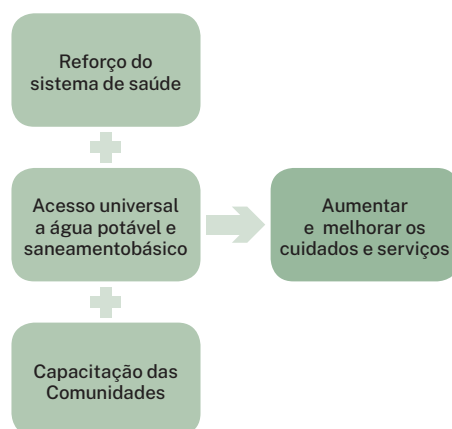 Reforço do
sistema de saúde
Acesso universal
a água potável e
saneamentobásico
Aumentar
e melhorar os
cuidados e serviços
Capacitação das
Comunidades